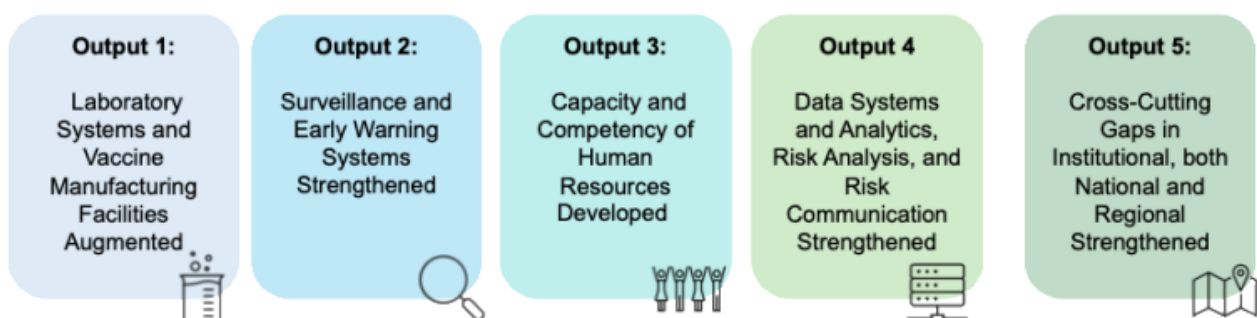 Output 1:
Laboratory
Systems and
Vaccine
Manufacturing
Facilities
Augmented
Output 2:
Surveillance and
Early Warning
Systems
Strengthened
Output 3:
Capacity and
Competency of
Human
Resources
Developed
Output 4
Data Systems
and Analytics,
Risk Analysis, and
Risk
Communication
Strengthened
Output 5:
Cross-Cutting
Gaps in
Institutional, both
National and
Regional
Strengthened